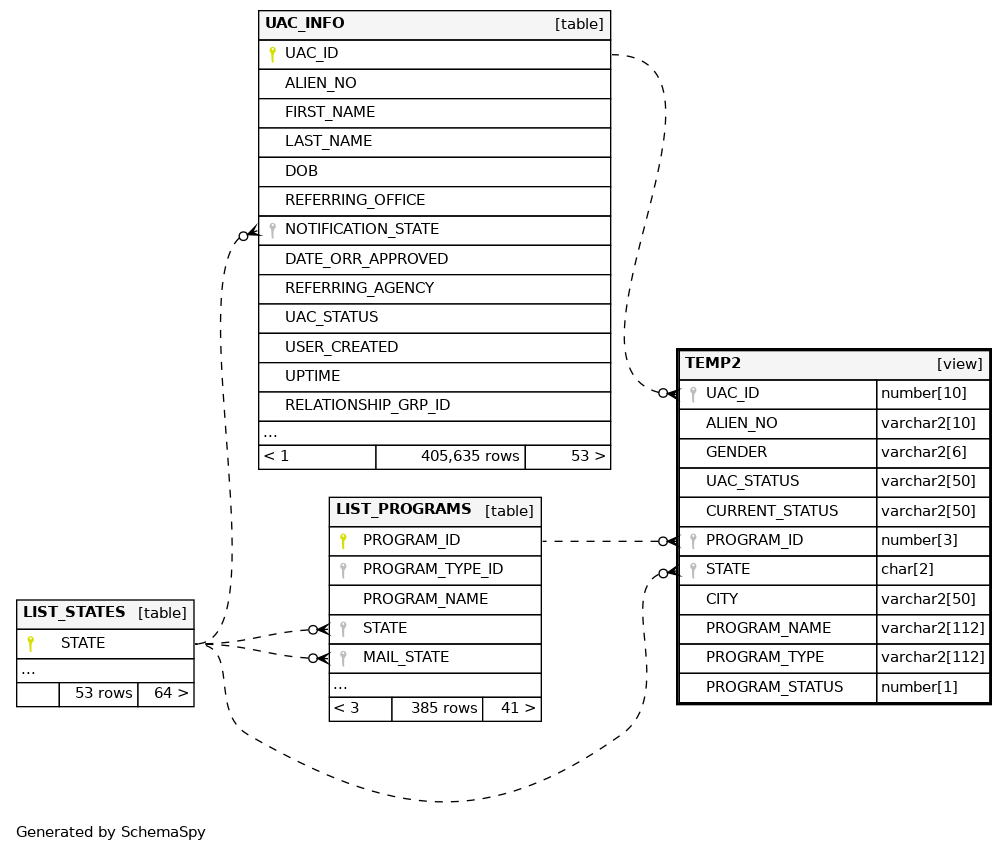 UAC_INFO [table]
UAC_ID
ALIEN_NO
FIRST_NAME
LAST_NAME
DOB
REFERRING_OFFICE
NOTIFICATION_STATE
DATE_ORR_APPROVED
REFERRING_AGENCY
UAC_STATUS
USER_CREATED
UPTIME
RELATIONSHIP_GRP_ID
...
< 1 405,635 rows 53 >
TEMP2 [view]
UAC_ID number[10]
ALIEN_NO varchar2[10]
GENDER varchar2[6]
UAC_STATUS varchar2[50]
CURRENT_STATUS varchar2[50]
PROGRAM_ID number[3]
STATE char[2]
CITY varchar2[50]
PROGRAM_NAME varchar2[112]
PROGRAM_TYPE varchar2[112]
PROGRAM_STATUS number[1]
LIST_PROGRAMS [table]
PROGRAM_ID
PROGRAM_TYPE_ID
PROGRAM_NAME
STATE
MAIL_STATE
...
< 3 385 rows 41 >
LIST_STATES [table]
STATE
...
53 rows 64 >
Generated by SchemaSpy